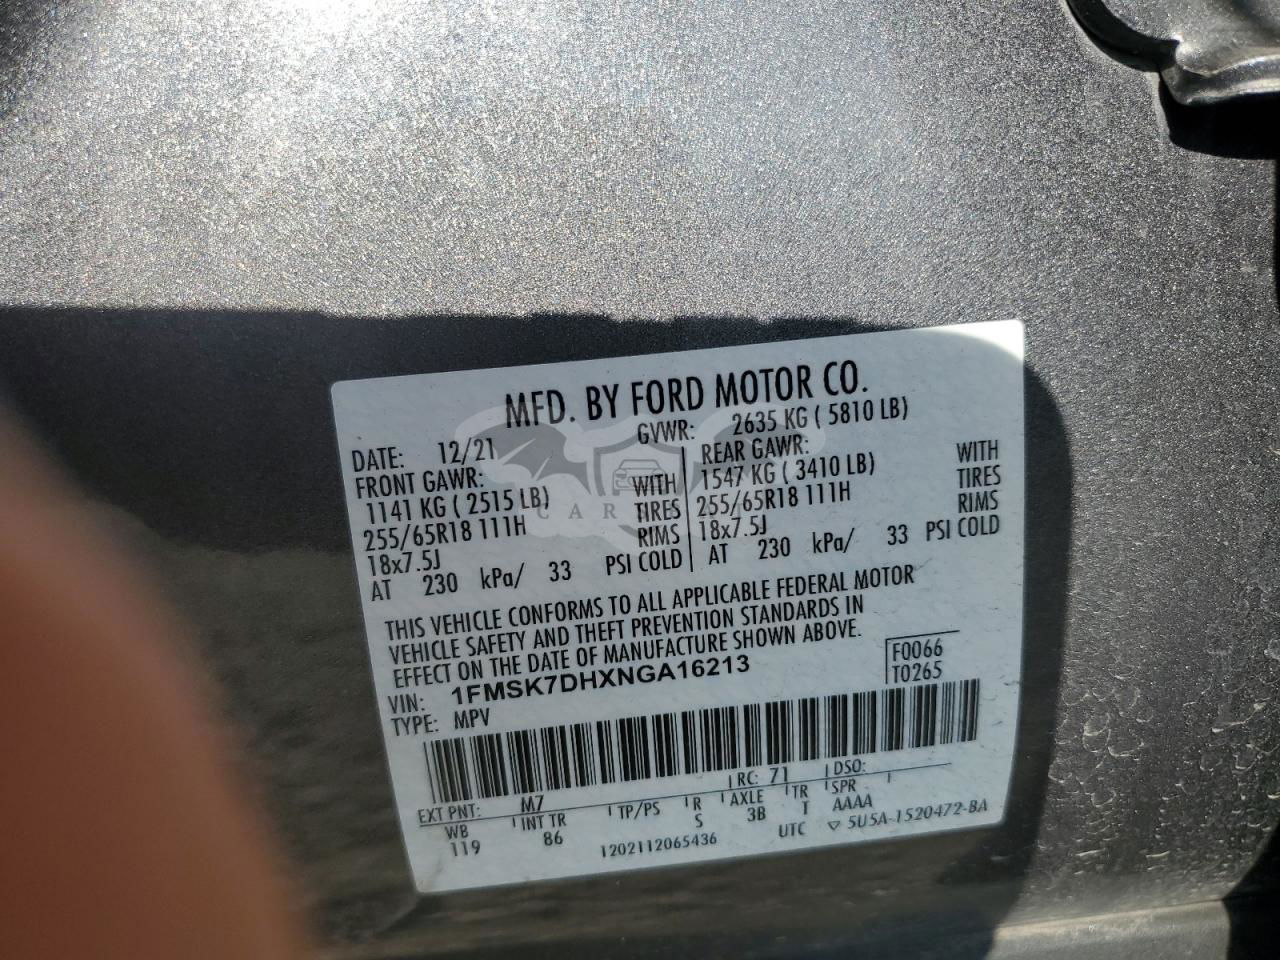 MFD. BY FORD MOTOR CO.
DATE: 12/21 GVWR: 2635 KG ( 5810 LB)
FRONT GAWR: REAR GAWR:
1141 KG ( 2515 LB) WITH 1547 KG ( 3410 LB) WITH
255/65R18 111H TIRES 255/65R18 111H TIRES
18x7.5J RIMS 18x7.5J RIMS
AT 230 kPa/ 33 PSI COLD AT 230 kPa/ 33 PSI COLD
THIS VEHICLE CONFORMS TO ALL APPLICABLE FEDERAL MOTOR
VEHICLE SAFETY AND THEFT PREVENTION STANDARDS IN
EFFECT ON THE DATE OF MANUFACTURE SHOWN ABOVE.
F0066
VIN: 1FMSK7DHXNGA16213 T0265
TYPE: MPV
EXT PNT: M7 RC: 71 DSO:
WB INT TR TP/PS R AXLE TR SPR
119 86 S 3B T AAAA
1202112065436 UTC ▽ 5U5A-1520472-BA